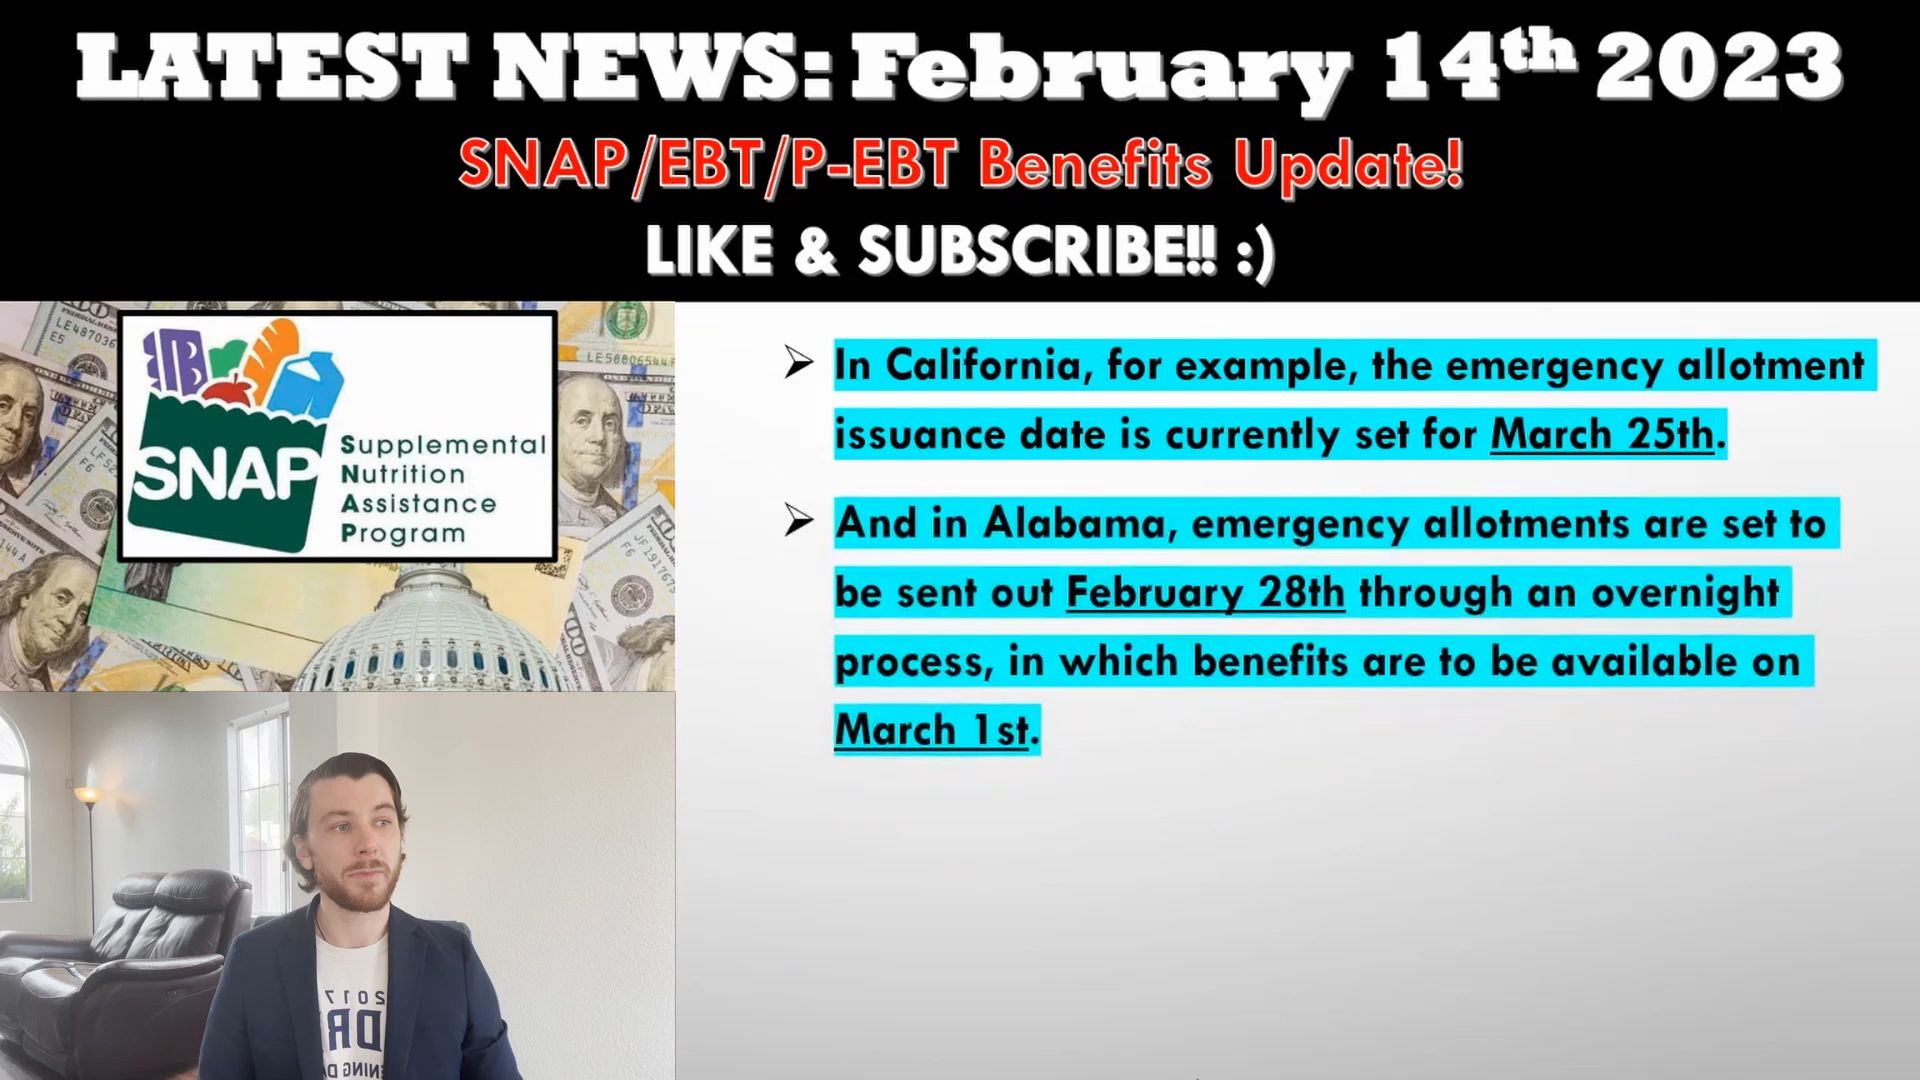 LATEST NEWS: February 14th 2023
SNAP/EBT/P-EBT Benefits Update!
LIKE & SUBSCRIBE!! :)
In California, for example, the emergency allotment
issuance date is currently set for March 25th.
And in Alabama, emergency allotments are set to
be sent out February 28th through an overnight
process, in which benefits are to be available on
March 1st.
SNAP
Supplemental
Nutrition
Assistance
Program
2017